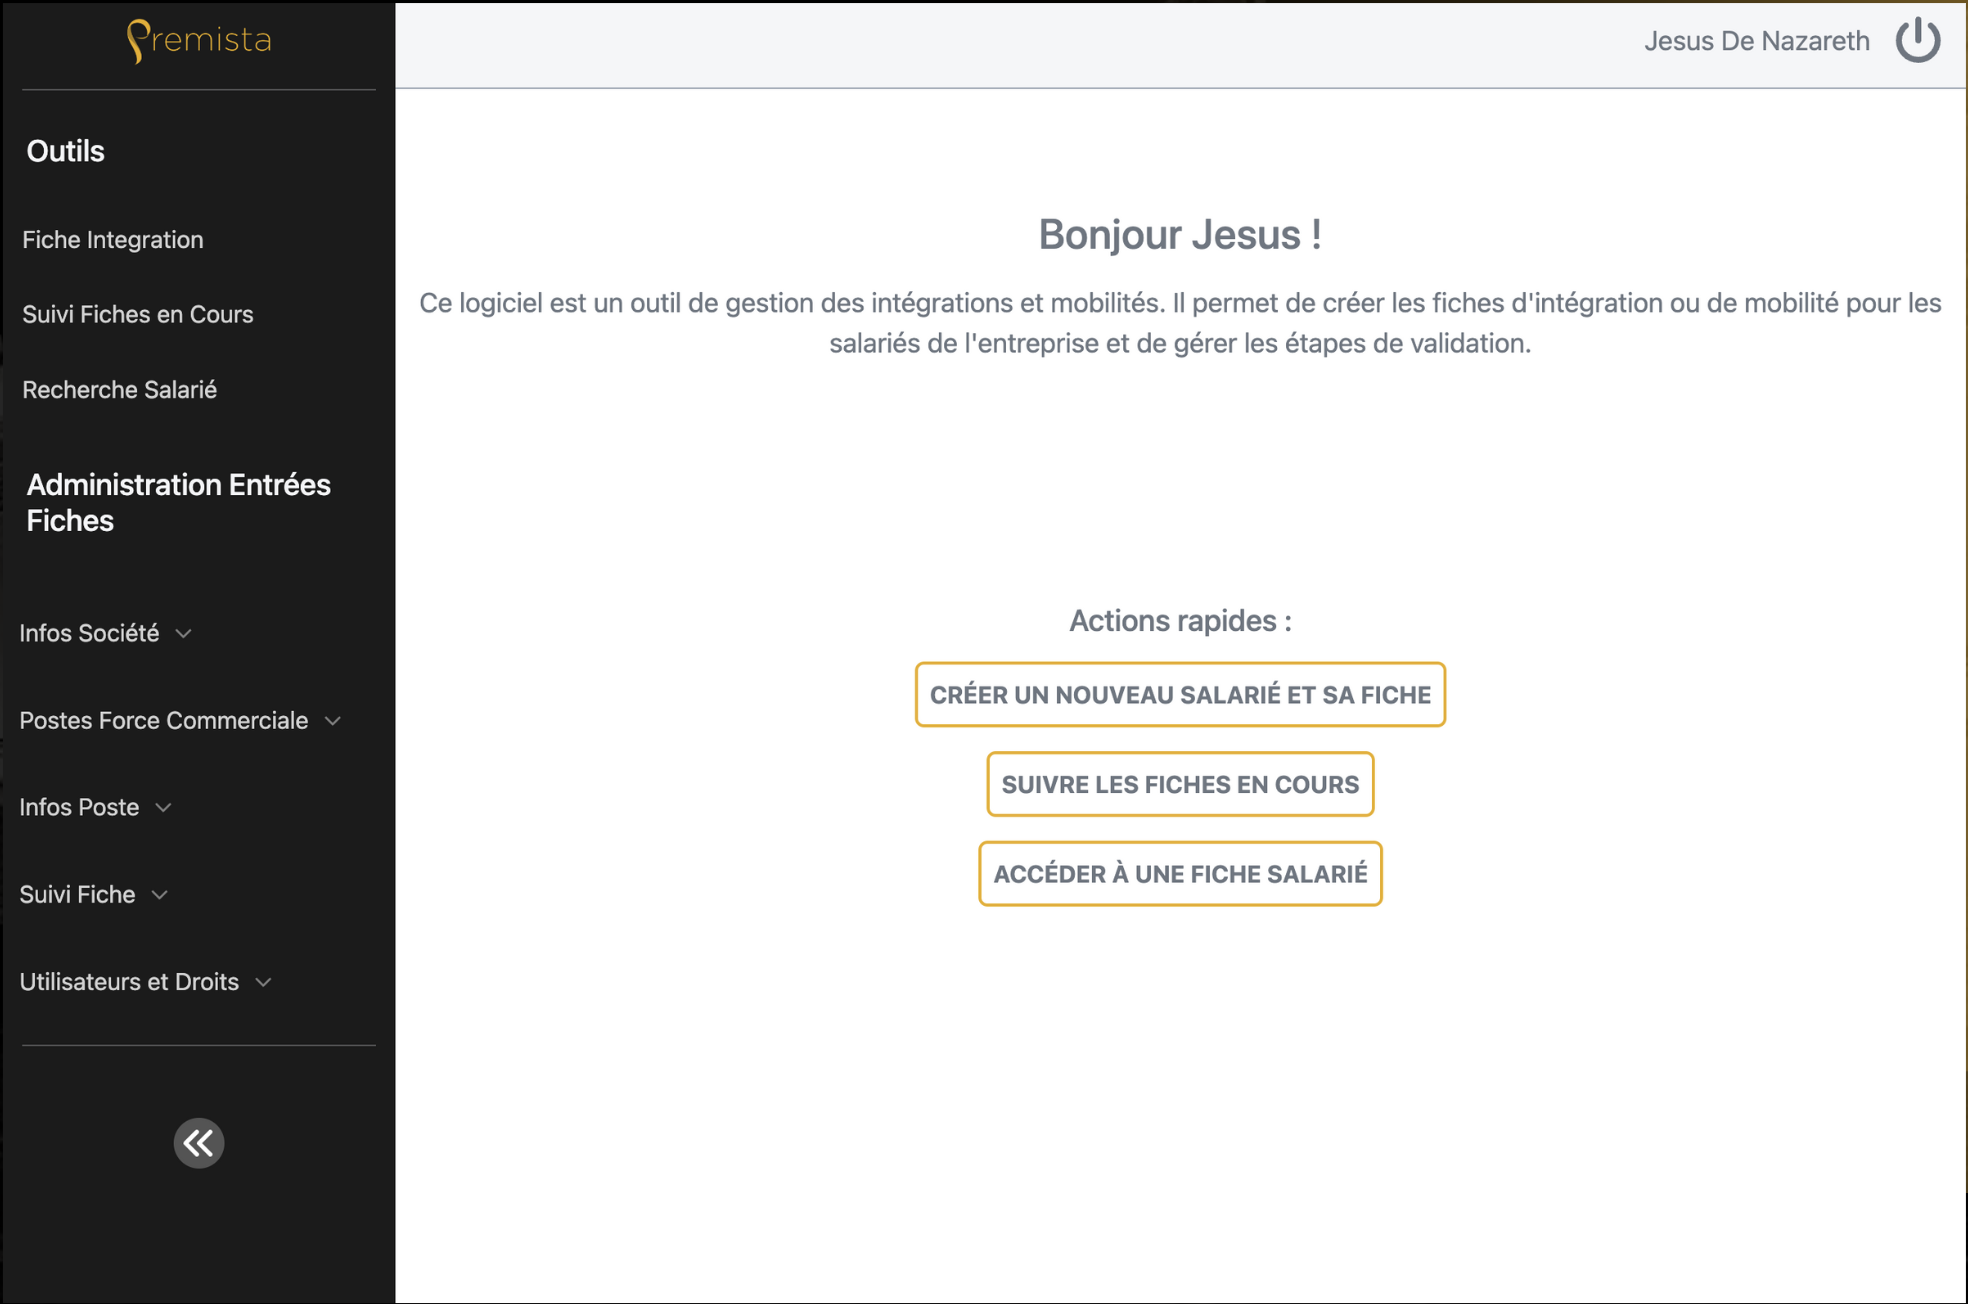 Premista
Jesus De Nazareth
Outils
Fiche Integration
Suivi Fiches en Cours
Recherche Salarié
Administration Entrées
Fiches
Infos Société
Postes Force Commerciale
Infos Poste
Suivi Fiche
Utilisateurs et Droits
Bonjour Jesus !
Ce logiciel est un outil de gestion des intégrations et mobilités. Il permet de créer les fiches d'intégration ou de mobilité pour les
salariés de l'entreprise et de gérer les étapes de validation.
Actions rapides :
CRÉER UN NOUVEAU SALARIÉ ET SA FICHE
SUIVRE LES FICHES EN COURS
ACCÉDER À UNE FICHE SALARIÉ